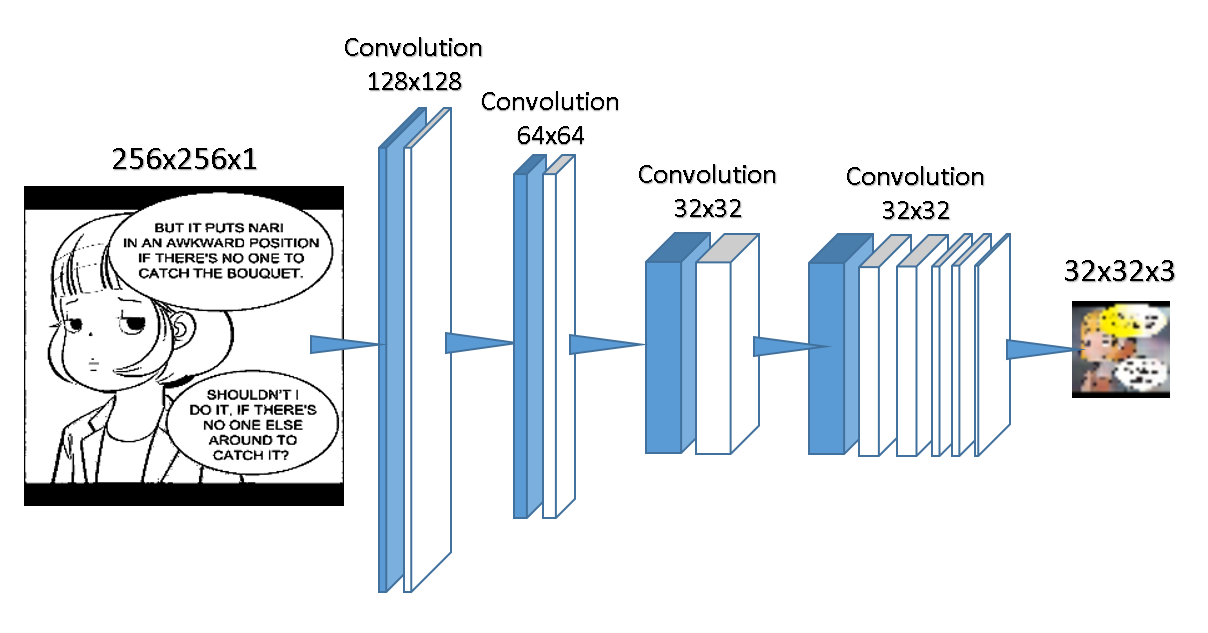 Convolution
128x128
Convolution
64x64
256x256x1
Convolution
32x32
Convolution
32x32
32x32x3
BUT IT PUTS NARI
IN AN AWKWARD POSITION
IF THERE'S NO ONE TO
CATCH THE BOUQUET.
SHOULDN'T I
DO IT, IF THERE'S
NO ONE ELSE
AROUND TO
CATCH IT?